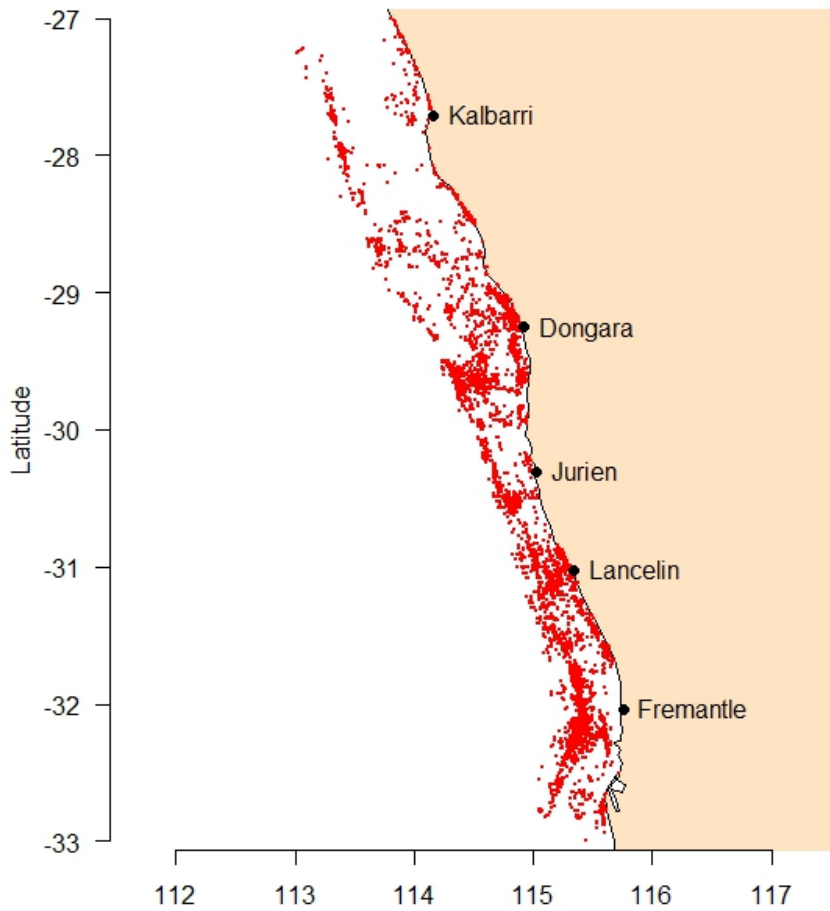 -27
Kalbarri
-28
-29
Dongara
Latitude
-30
Jurien
-31
Lancelin
-32
Fremantle
-33
112 113 114 115 116 117